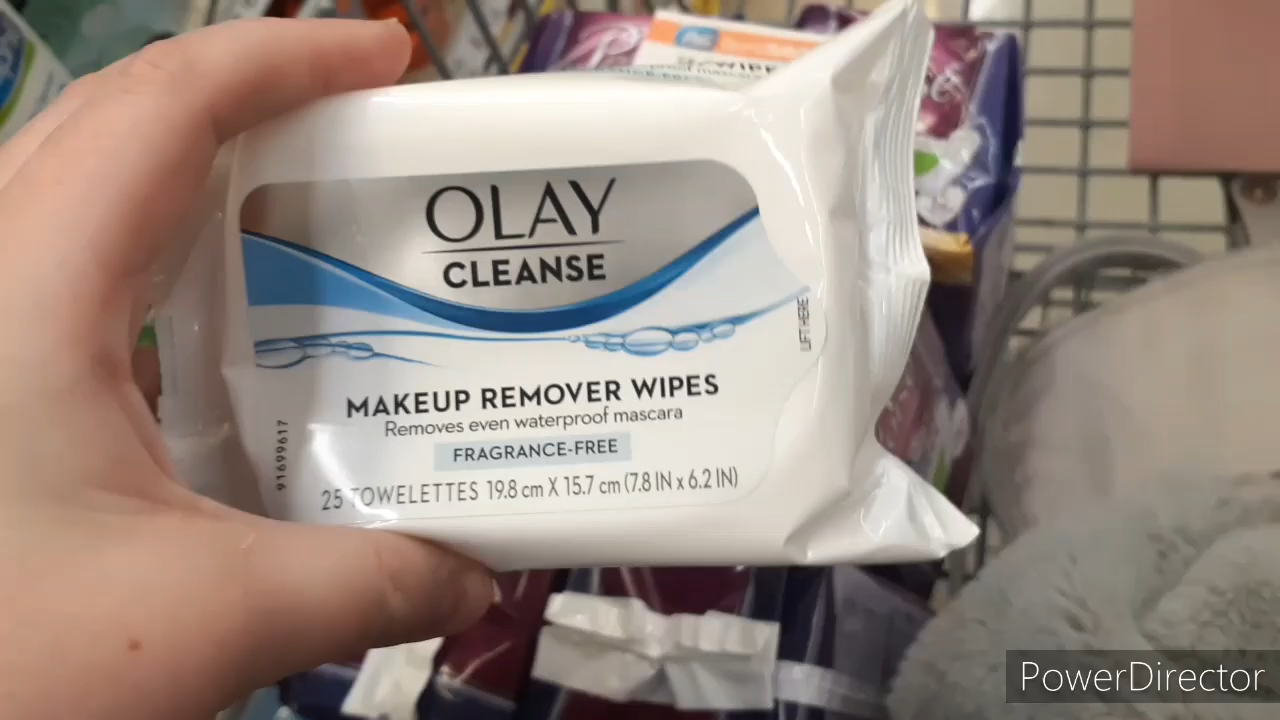 WIPE
OLAY
CLEANSE
LIFT HERE
MAKEUP REMOVER WIPES
Removes even waterproof mascara
FRAGRANCE-FREE
91699617
25 TOWELETTES 19.8 cm X 15.7 cm (7.8 IN x 6.2 IN)
PowerDirector